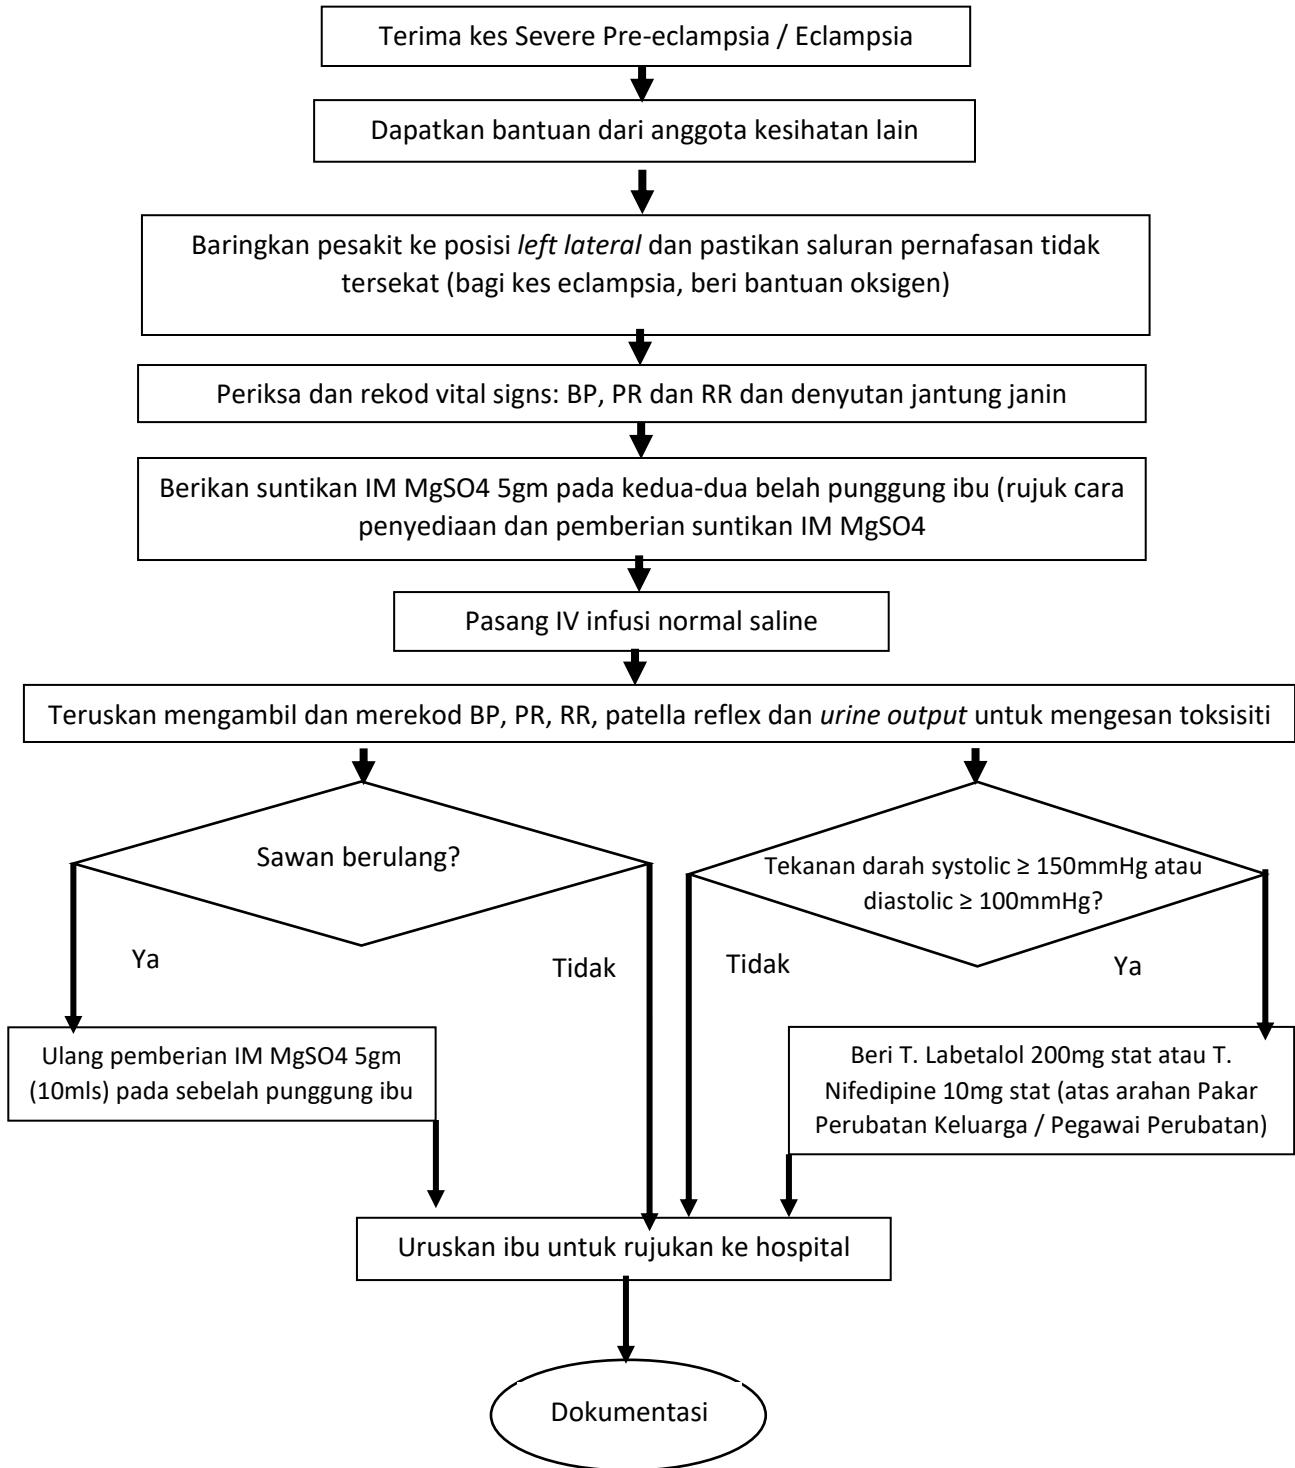 Terima kes Severe Pre-eclampsia / Eclampsia
Dapatkan bantuan dari anggota kesihatan lain
Baringkan pesakit ke posisi left lateral dan pastikan saluran pernafasan tidak
tersekat (bagi kes eclampsia, beri bantuan oksigen)
Periksa dan rekod vital signs: BP, PR dan RR dan denyutan jantung janin
Berikan suntikan IM MgSO4 5gm pada kedua-dua belah punggung ibu (rujuk cara
penyediaan dan pemberian suntikan IM MgSO4
Pasang IV infusi normal saline
Teruskan mengambil dan merekod BP, PR, RR, patella reflex dan urine output untuk mengesan toksisiti
Sawan berulang?
Tekanan darah systolic ≥ 150mmHg atau
diastolic ≥ 100mmHg?
Ya
Tidak
Tidak
Ya
Ulang pemberian IM MgSO4 5gm
(10mls) pada sebelah punggung ibu
Beri T. Labetalol 200mg stat atau T.
Nifedipine 10mg stat (atas arahan Pakar
Perubatan Keluarga / Pegawai Perubatan)
Uruskan ibu untuk rujukan ke hospital
Dokumentasi